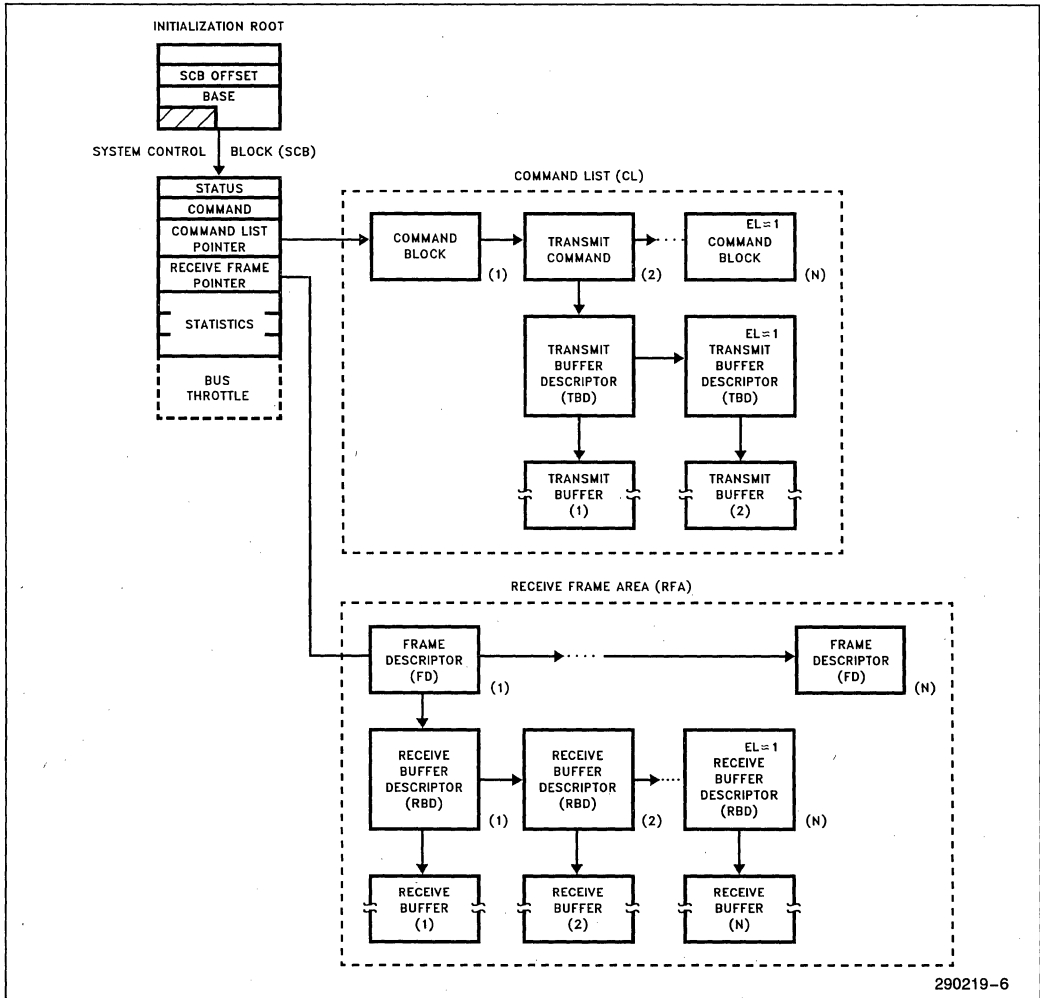 INITIALIZATION ROOT
SCB OFFSET
BASE
SYSTEM CONTROL BLOCK (SCB)
STATUS
COMMAND
COMMAND LIST
POINTER
RECEIVE FRAME
POINTER
STATISTICS
BUS
THROTTLE
COMMAND LIST (CL)
COMMAND
BLOCK
(1)
TRANSMIT
COMMAND
(2)
EL=1
COMMAND
BLOCK
(N)
TRANSMIT
BUFFER
DESCRIPTOR
(TBD)
EL=1
TRANSMIT
BUFFER
DESCRIPTOR
(TBD)
TRANSMIT
BUFFER
(1)
TRANSMIT
BUFFER
(2)
RECEIVE FRAME AREA (RFA)
FRAME
DESCRIPTOR
(FD)
(1)
FRAME
DESCRIPTOR
(FD)
(N)
RECEIVE
BUFFER
DESCRIPTOR
(RBD)
(1)
RECEIVE
BUFFER
DESCRIPTOR
(RBD)
(2)
EL=1
RECEIVE
BUFFER
DESCRIPTOR
(RBD)
(N)
RECEIVE
BUFFER
(1)
RECEIVE
BUFFER
(2)
RECEIVE
BUFFER
(N)
290219-6